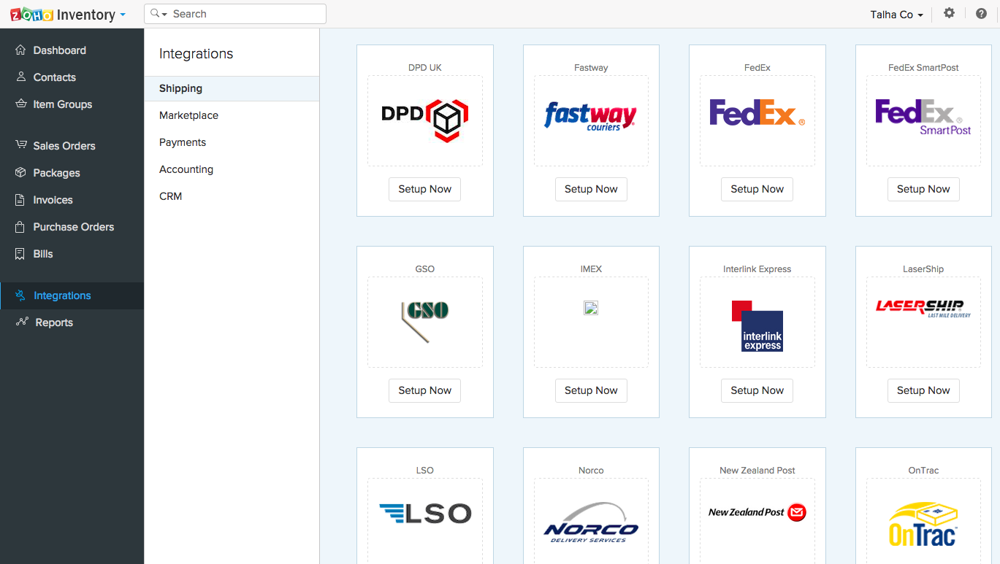 ZOHO Inventory
Search
Talha Co
Dashboard
Contacts
Item Groups
Sales Orders
Packages
Invoices
Purchase Orders
Bills
Integrations
Reports
Integrations
Shipping
Marketplace
Payments
Accounting
CRM
DPD UK
DPD
Setup Now
Fastway
fastway
couriers
Setup Now
FedEx
FedEx®
Setup Now
FedEx SmartPost
FedEx®
SmartPost
Setup Now
GSO
GSO
Setup Now
IMEX
Setup Now
Interlink Express
interlink
express
Setup Now
LaserShip
LASERSHIP
LAST MILE DELIVERY
Setup Now
LSO
LSO
Norco
NORCO
DELIVERY SERVICES
New Zealand Post
New Zealand Post
OnTrac
OnTrac